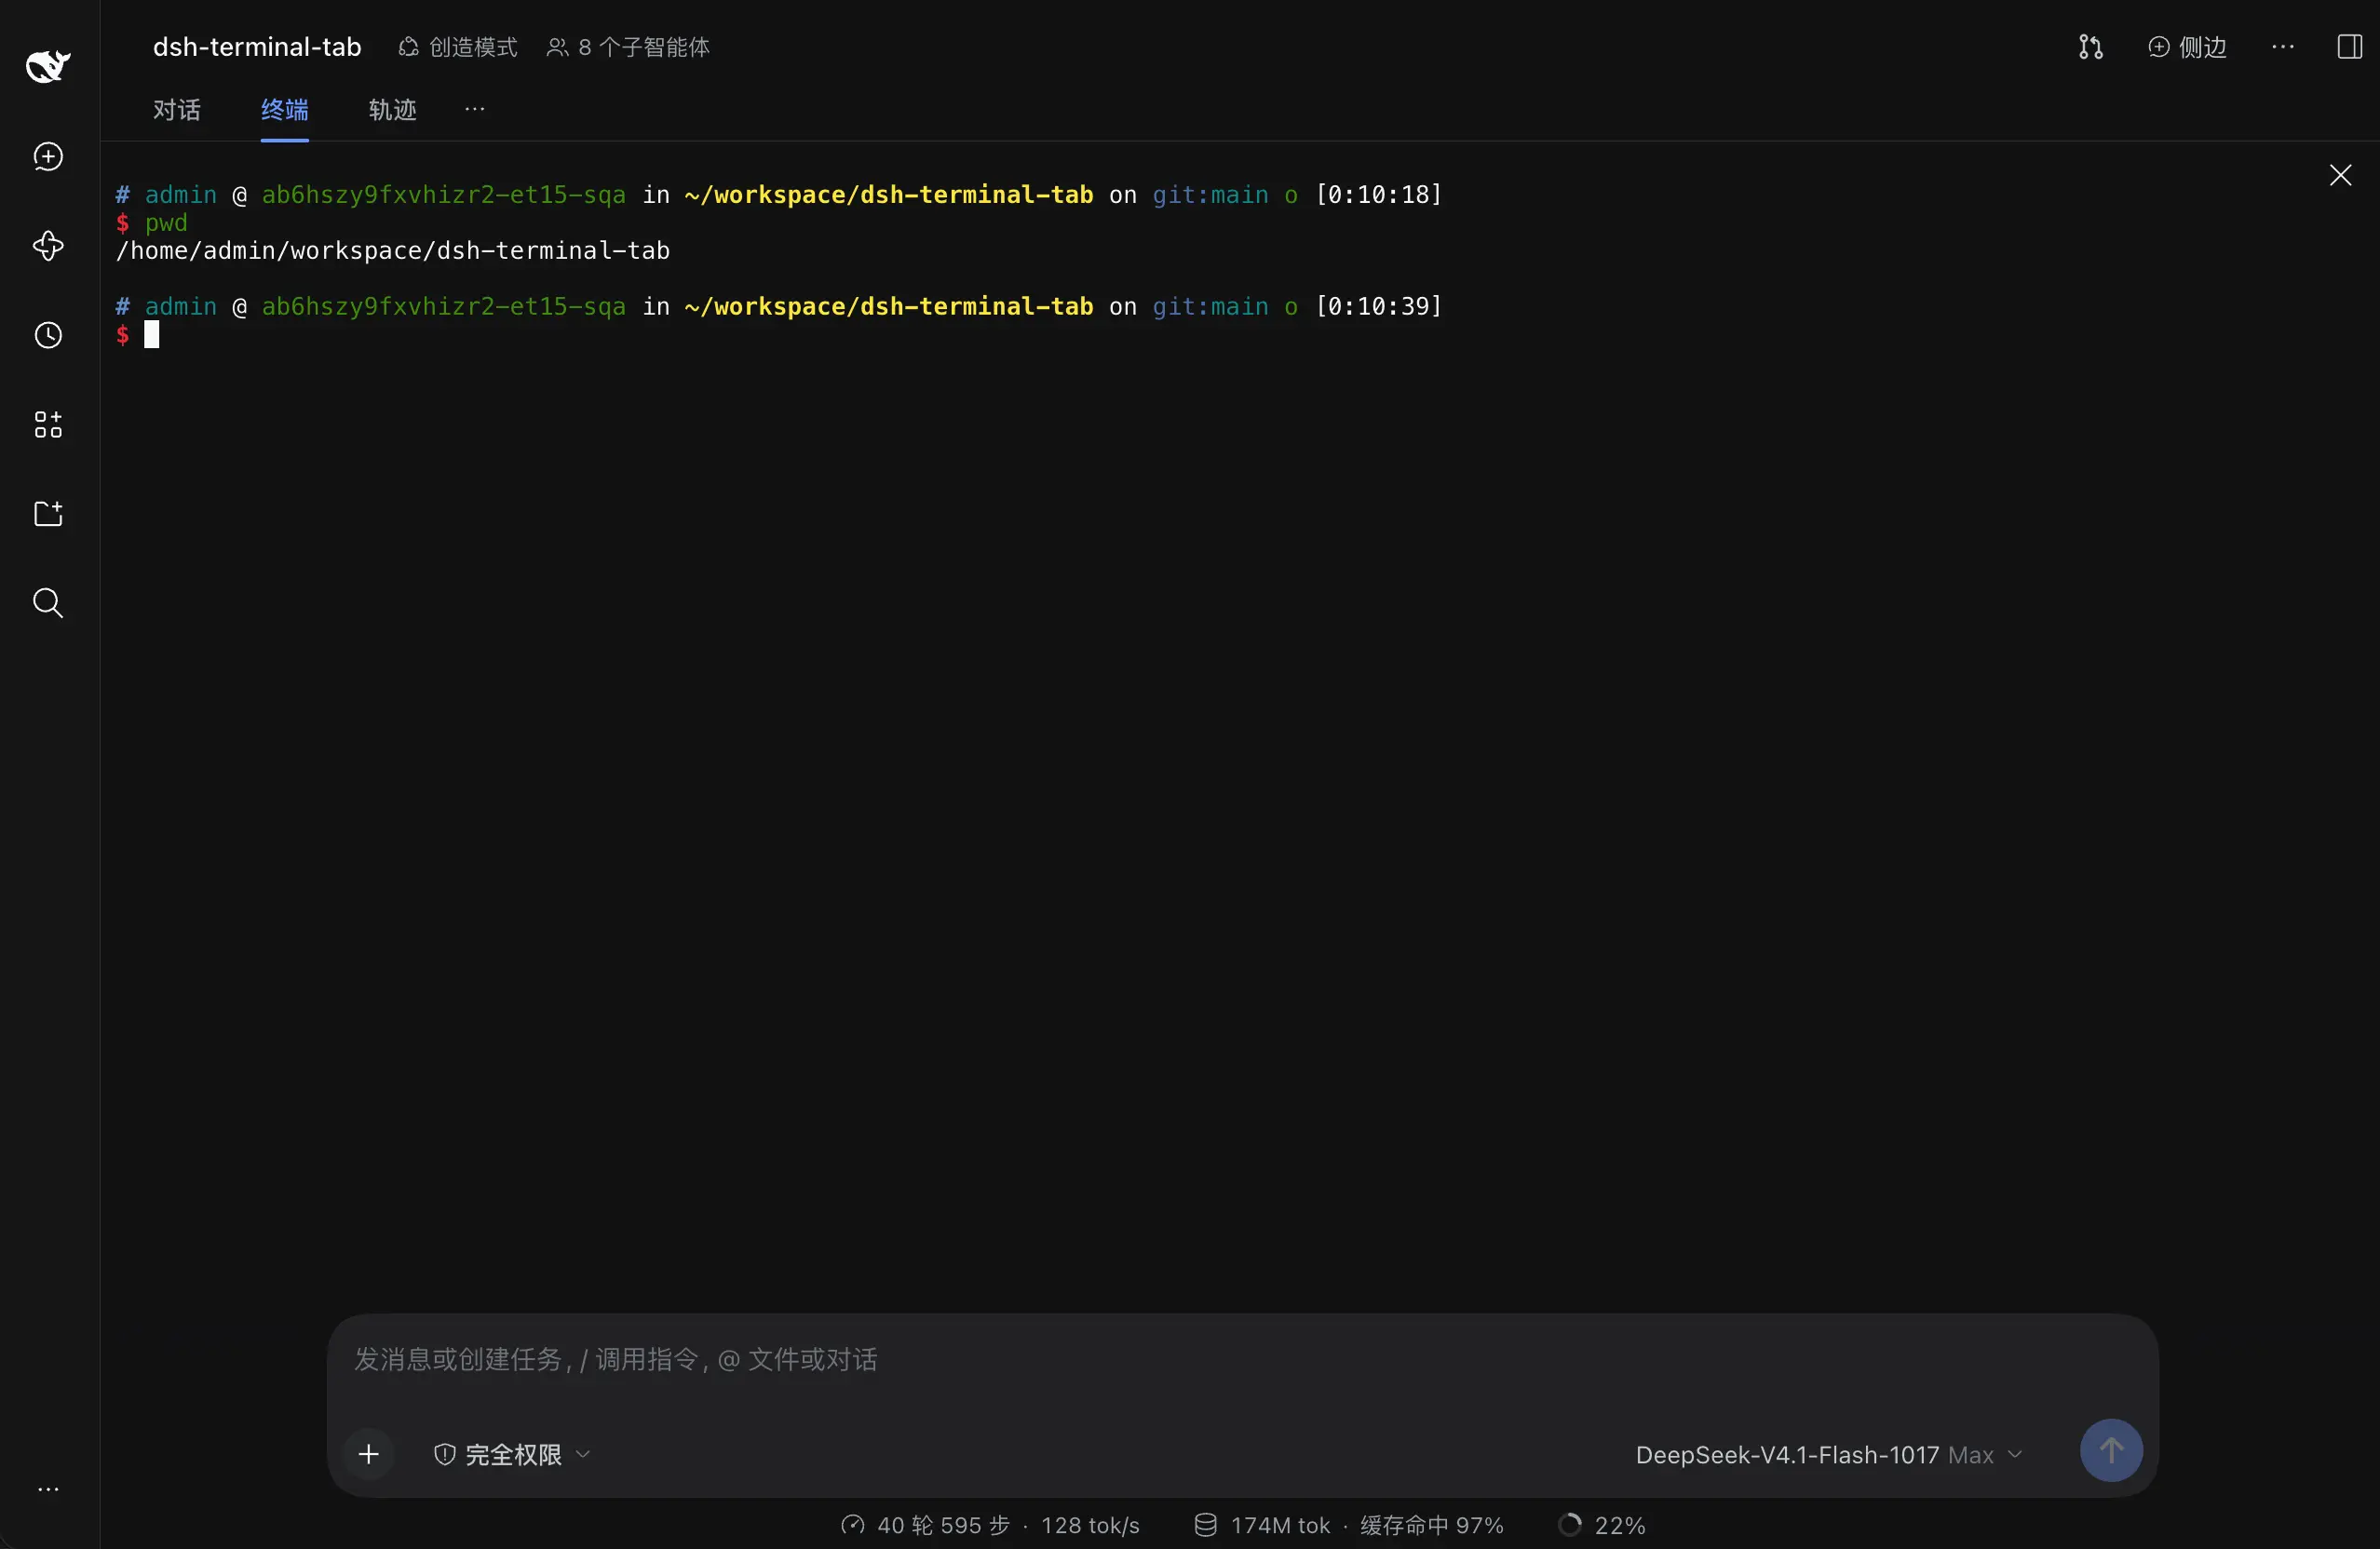 dsh-terminal-tab 创造模式 8 个子智能体 侧边 ···
对话 终端 轨迹 ···
# admin @ ab6hszy9fxvhizr2-et15-sqa in ~/workspace/dsh-terminal-tab on git:main o [0:10:18]
$ pwd
/home/admin/workspace/dsh-terminal-tab
# admin @ ab6hszy9fxvhizr2-et15-sqa in ~/workspace/dsh-terminal-tab on git:main o [0:10:39]
$
发消息或创建任务, / 调用指令, @ 文件或对话
完全权限 DeepSeek-V4.1-Flash-1017 Max
40 轮 595 步 · 128 tok/s 174M tok · 缓存命中 97% 22%